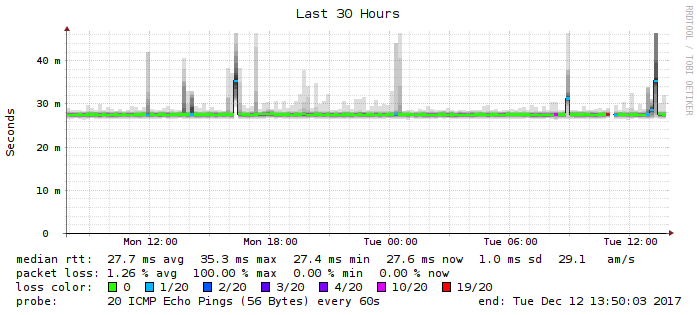 Last 30 Hours
RRDTOOL / TOBI OETIKER
Seconds
40 m
30 m
20 m
10 m
0
Mon 12:00 Mon 18:00 Tue 00:00 Tue 06:00 Tue 12:00
median rtt: 27.7 ms avg 35.3 ms max 27.4 ms min 27.6 ms now 1.0 ms sd 29.1 am/s
packet loss: 1.26 % avg 100.00 % max 0.00 % min 0.00 % now
loss color: 0 1/20 2/20 3/20 4/20 10/20 19/20
probe: 20 ICMP Echo Pings (56 Bytes) every 60s end: Tue Dec 12 13:50:03 2017